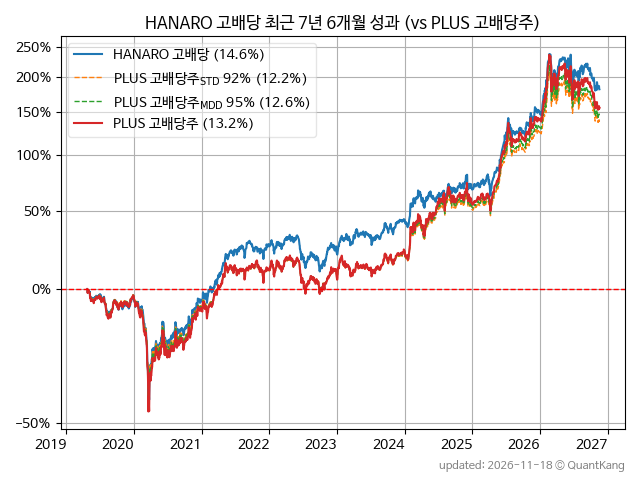 HANARO 고배당 최근 7년 6개월 성과 (vs PLUS 고배당주)
250%
200%
150%
100%
50%
0%
−50%
HANARO 고배당 (14.6%)
PLUS 고배당주STD 92% (12.2%)
PLUS 고배당주MDD 95% (12.6%)
PLUS 고배당주 (13.2%)
2019 2020 2021 2022 2023 2024 2025 2026 2027
updated: 2026-11-18 © QuantKang